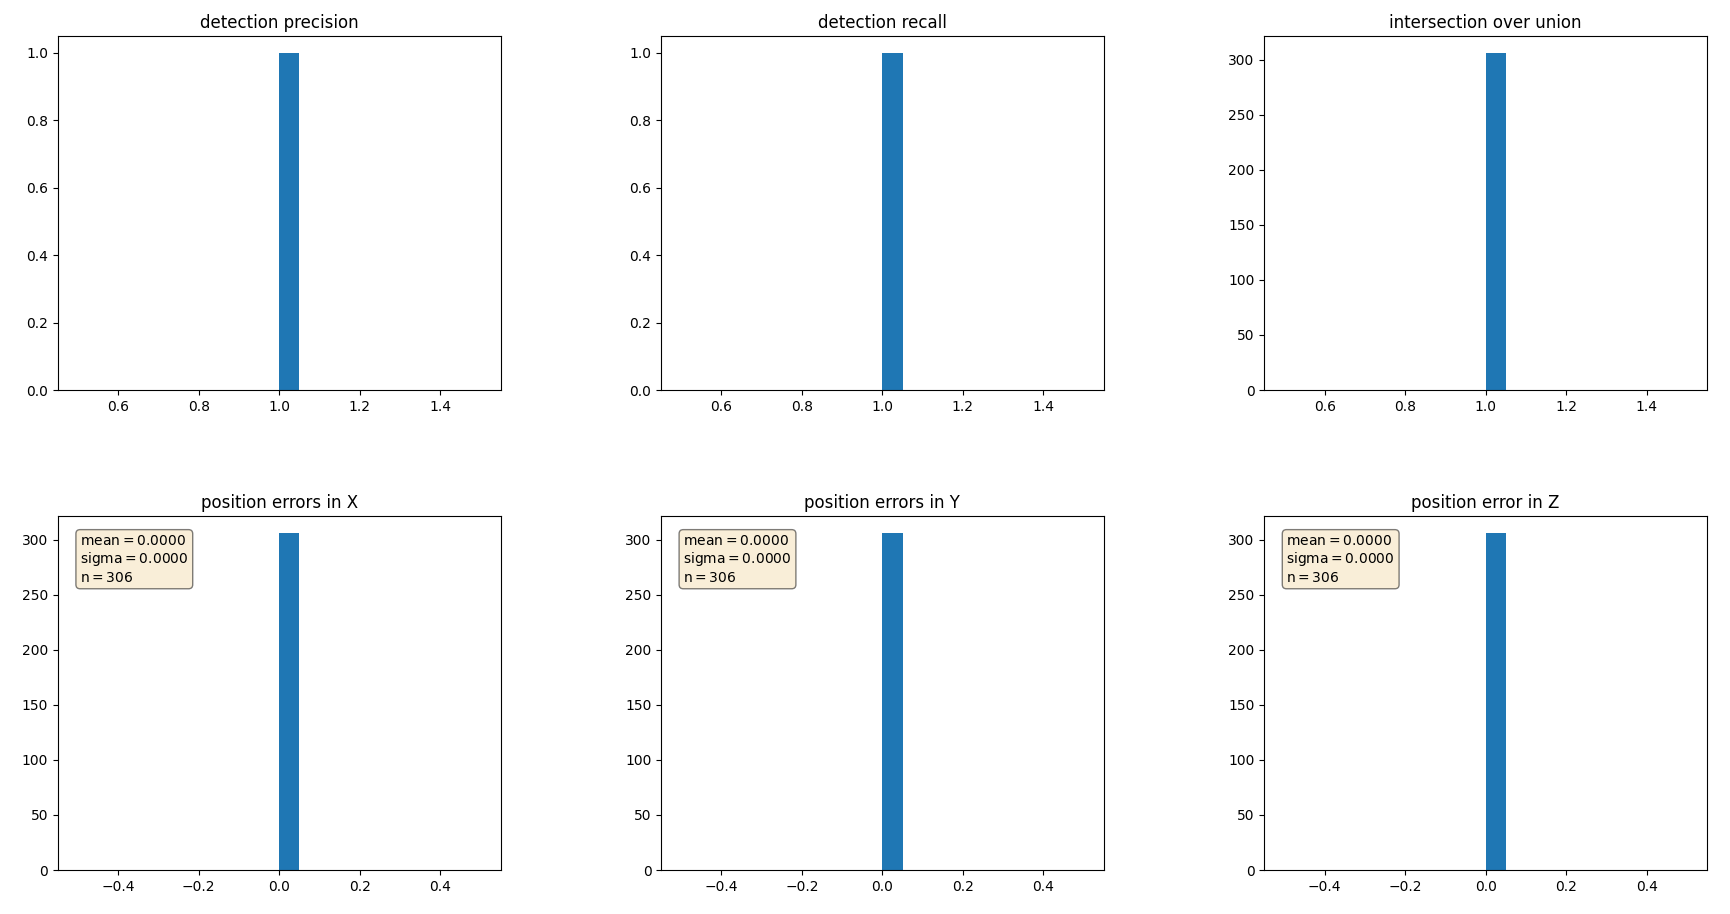 detection precision
1.0
0.8
0.6
0.4
0.2
0.0
0.6 0.8 1.0 1.2 1.4
detection recall
1.0
0.8
0.6
0.4
0.2
0.0
0.6 0.8 1.0 1.2 1.4
intersection over union
300
250
200
150
100
50
0
0.6 0.8 1.0 1.2 1.4
position errors in X
mean = 0.0000
sigma = 0.0000
n = 306
300
250
200
150
100
50
0
−0.4 −0.2 0.0 0.2 0.4
position errors in Y
mean = 0.0000
sigma = 0.0000
n = 306
300
250
200
150
100
50
0
−0.4 −0.2 0.0 0.2 0.4
position error in Z
mean = 0.0000
sigma = 0.0000
n = 306
300
250
200
150
100
50
0
−0.4 −0.2 0.0 0.2 0.4